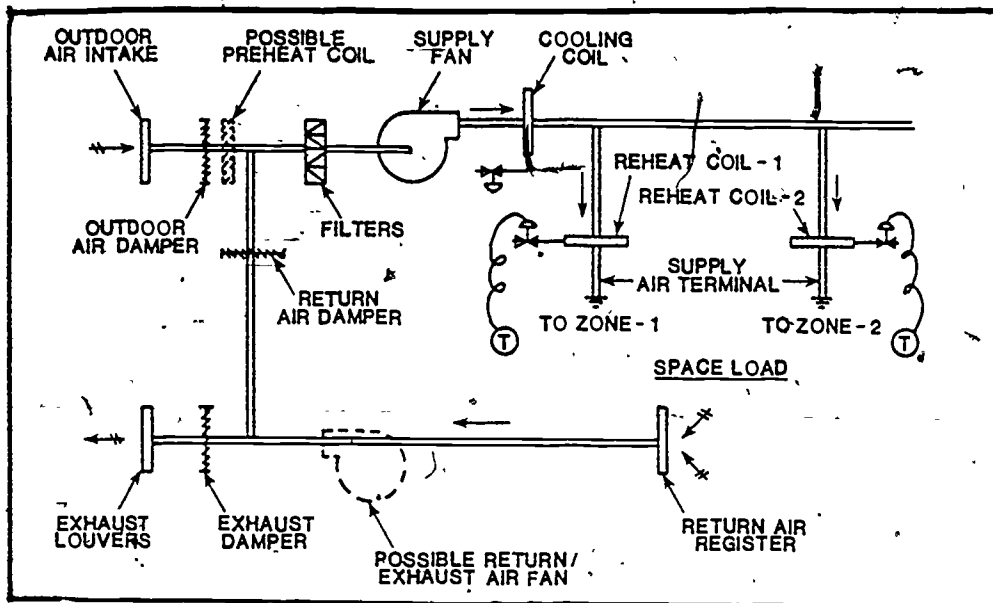 OUTDOOR
AIR INTAKE
POSSIBLE
PREHEAT COIL
SUPPLY
FAN
COOLING
COIL
REHEAT COIL-1
REHEAT COIL-2
OUTDOOR
AIR DAMPER
FILTERS
RETURN
AIR DAMPER
SUPPLY
AIR TERMINAL
TO ZONE-1
TO ZONE-2
T
T
SPACE LOAD
EXHAUST
LOUVERS
EXHAUST
DAMPER
POSSIBLE RETURN/
EXHAUST AIR FAN
RETURN AIR
REGISTER